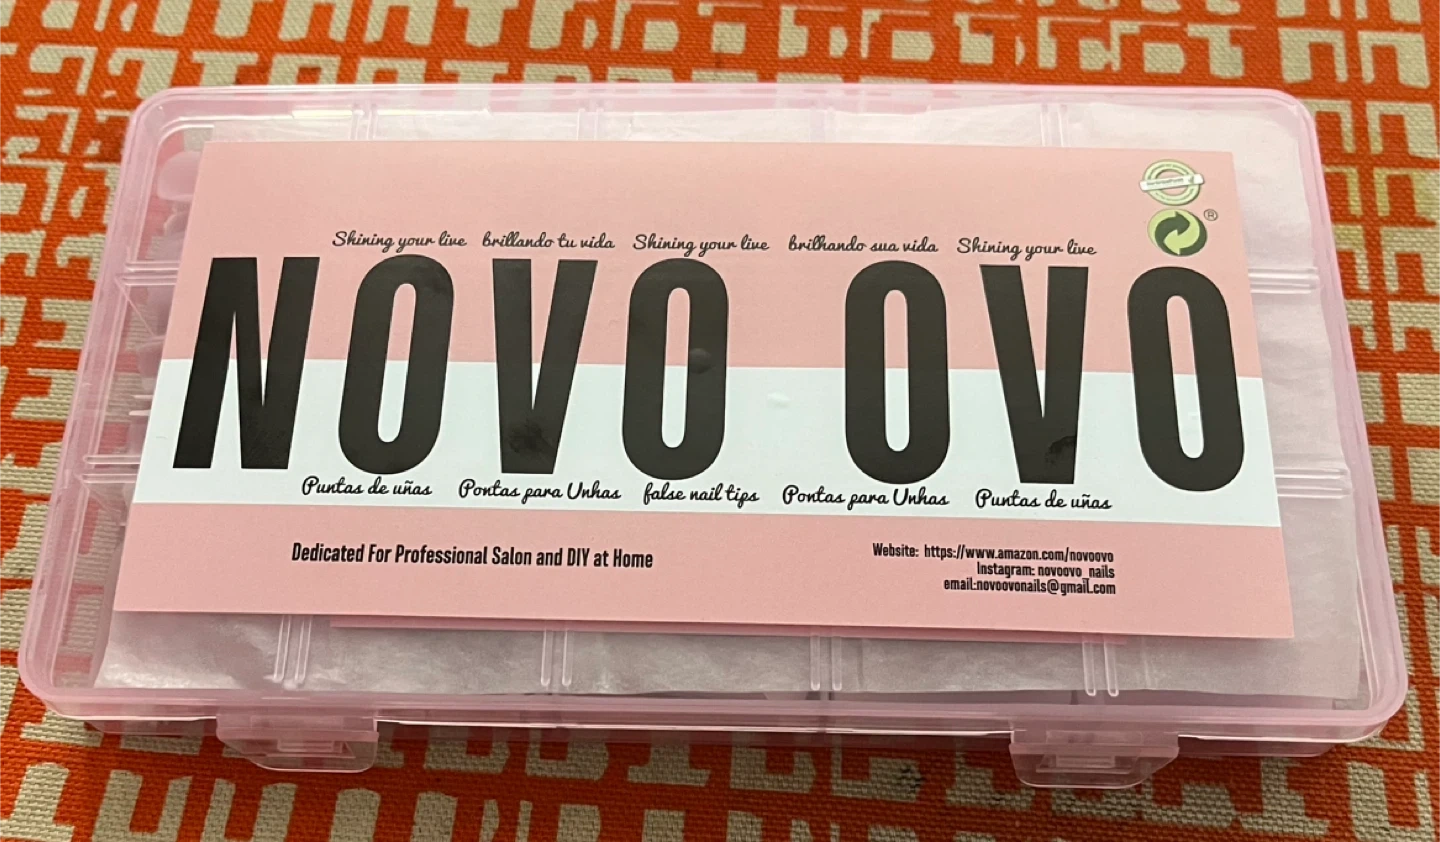 ®
Shining your live brillando tu vida Shining your live brilhando sua vida Shining your live
NOVO OVO
Puntas de uñas Pontas para Unhas false nail tips Pontas para Unhas Puntas de uñas
Dedicated For Professional Salon and DIY at Home
Website: https://www.amazon.com/novoovo
Instagram: novoovo_nails
email:novoovonails@gmail.com